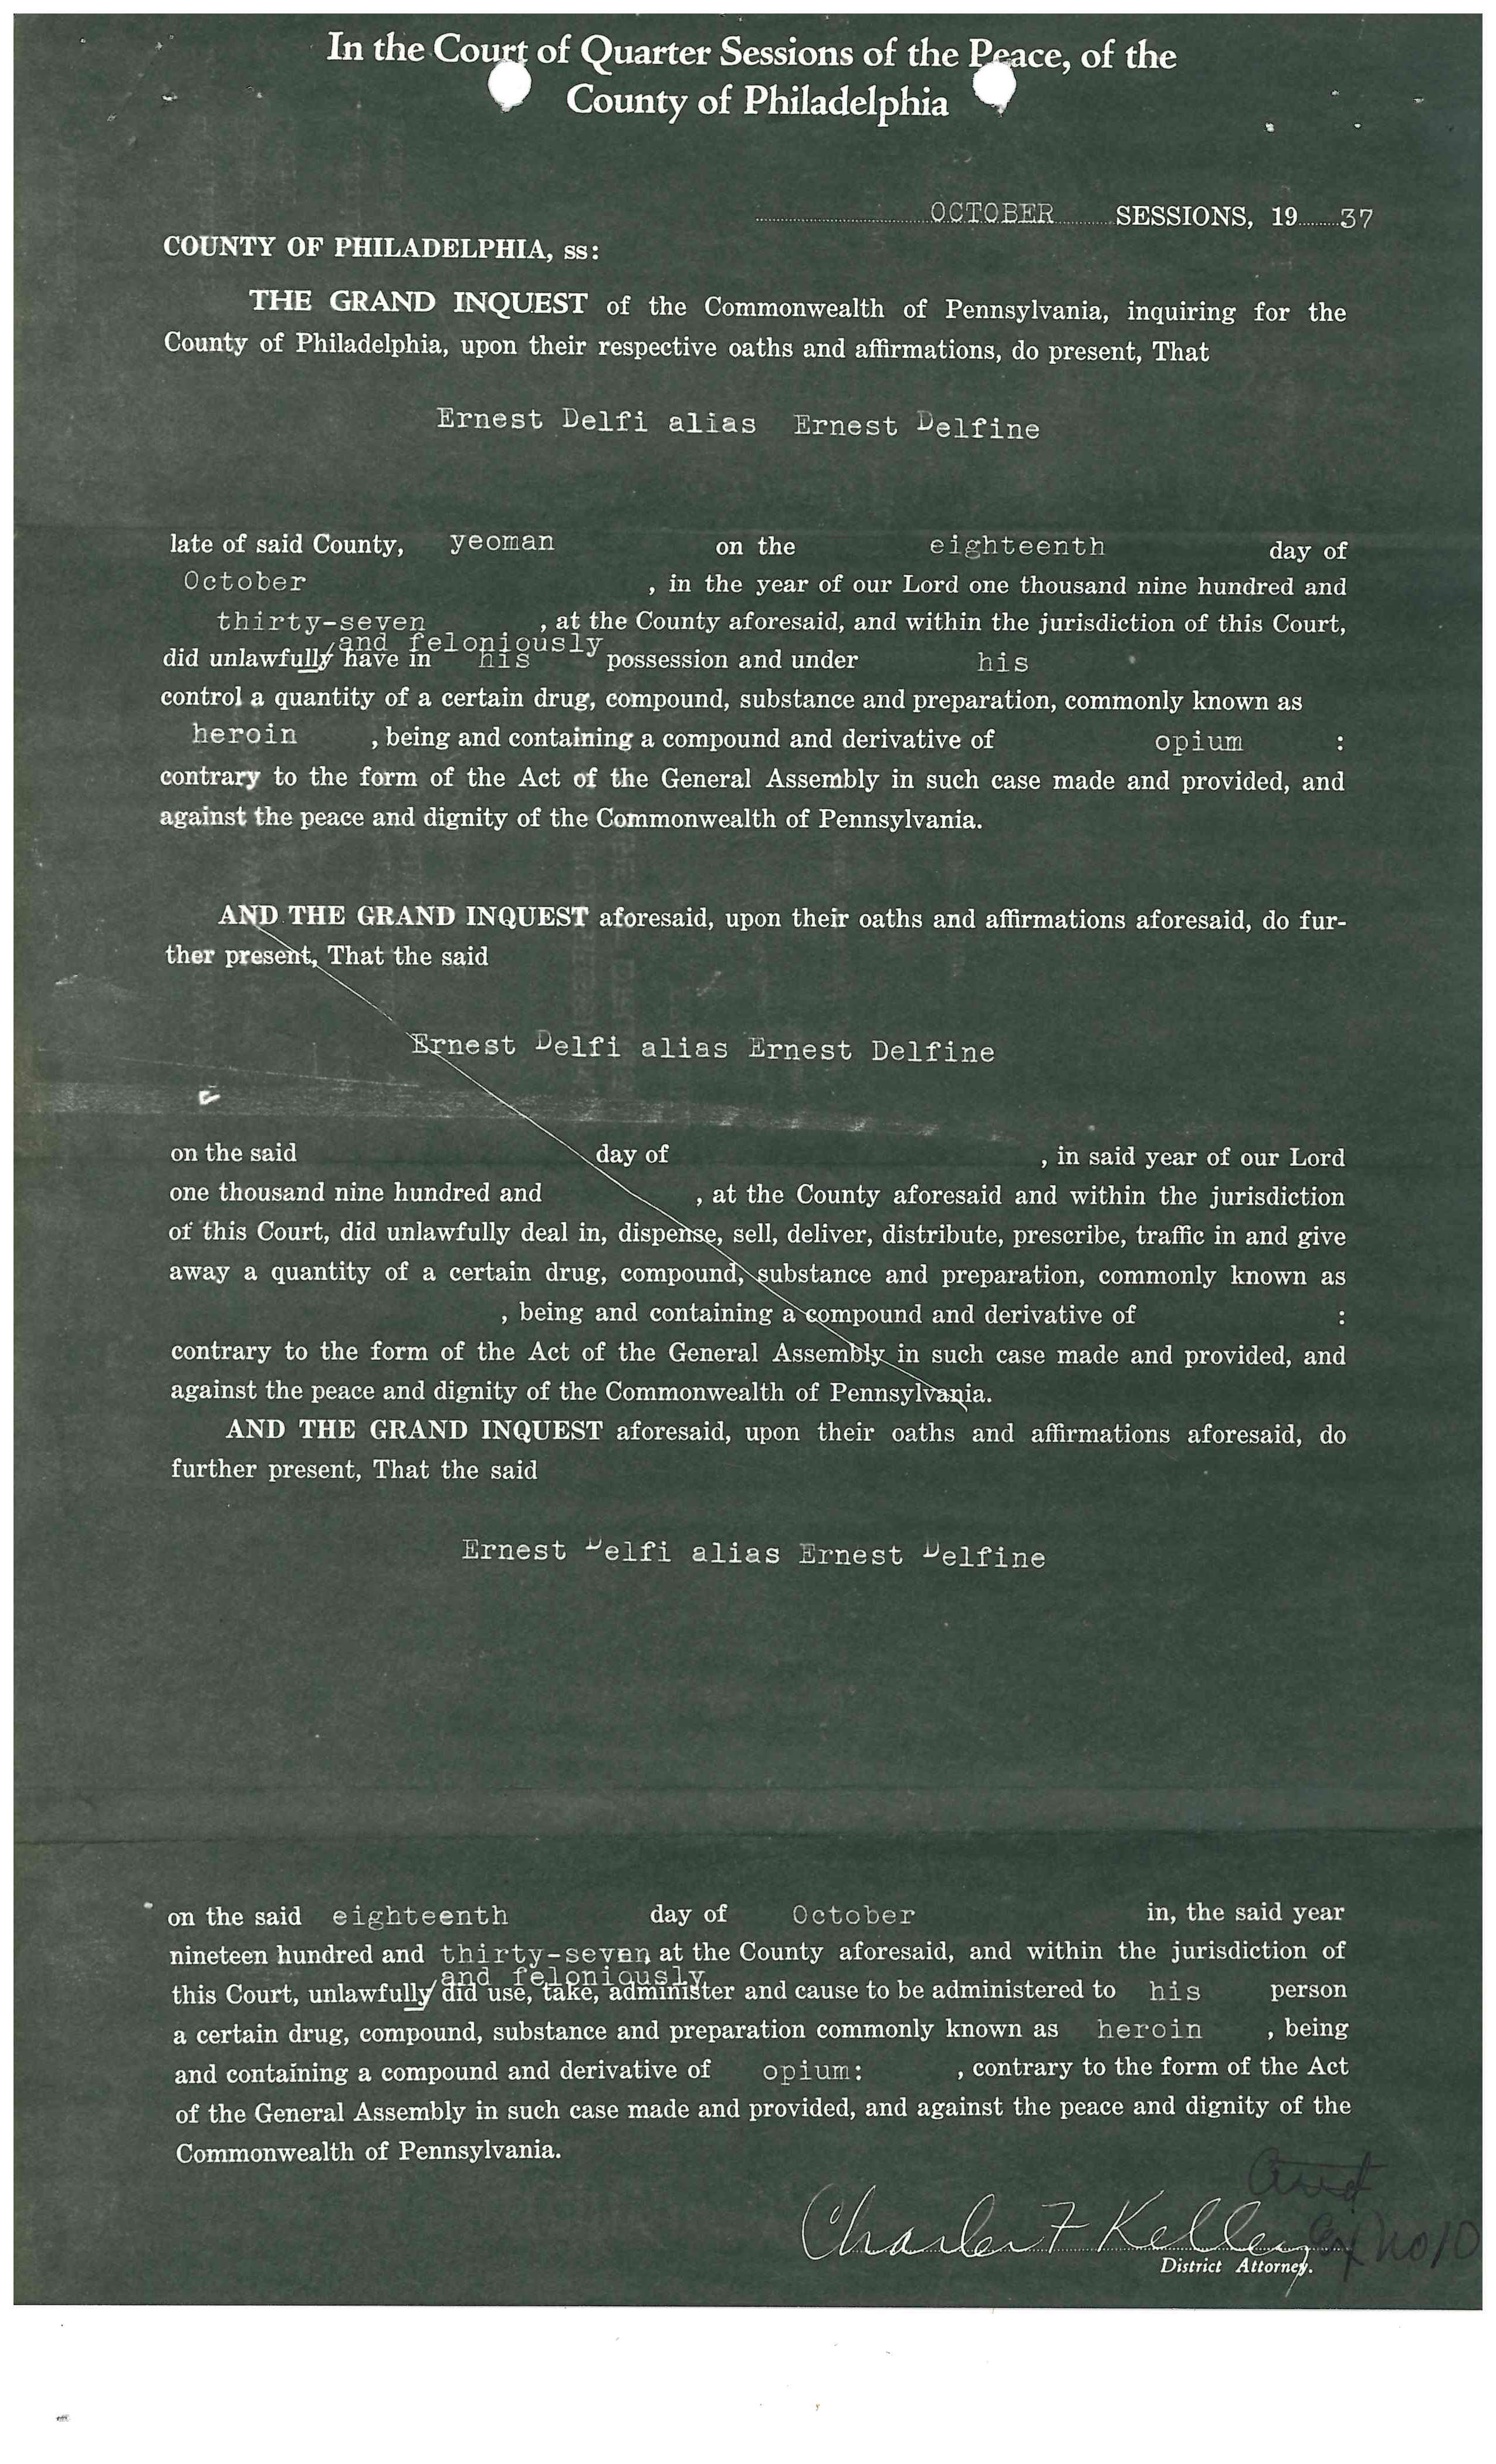 In the Court of Quarter Sessions of the Peace, of the
County of Philadelphia
OCTOBER SESSIONS, 19 37
COUNTY OF PHILADELPHIA, ss:
THE GRAND INQUEST of the Commonwealth of Pennsylvania, inquiring for the
County of Philadelphia, upon their respective oaths and affirmations, do present, That
Ernest Delfi alias Ernest Delfine
late of said County, yeoman on the eighteenth day of
October , in the year of our Lord one thousand nine hundred and
thirty-seven , at the County aforesaid, and within the jurisdiction of this Court,
and feloniously
did unlawfully/ have in his possession and under his
control a quantity of a certain drug, compound, substance and preparation, commonly known as
heroin , being and containing a compound and derivative of opium :
contrary to the form of the Act of the General Assembly in such case made and provided, and
against the peace and dignity of the Commonwealth of Pennsylvania.
AND THE GRAND INQUEST aforesaid, upon their oaths and affirmations aforesaid, do fur-
ther present, That the said
Ernest Delfi alias Ernest Delfine
on the said day of , in said year of our Lord
one thousand nine hundred and , at the County aforesaid and within the jurisdiction
of this Court, did unlawfully deal in, dispense, sell, deliver, distribute, prescribe, traffic in and give
away a quantity of a certain drug, compound, substance and preparation, commonly known as
, being and containing a compound and derivative of :
contrary to the form of the Act of the General Assembly in such case made and provided, and
against the peace and dignity of the Commonwealth of Pennsylvania.
AND THE GRAND INQUEST aforesaid, upon their oaths and affirmations aforesaid, do
further present, That the said
Ernest Delfi alias Ernest Delfine
on the said eighteenth day of October in, the said year
nineteen hundred and thirty-seven, at the County aforesaid, and within the jurisdiction of
and feloniously
this Court, unlawfully/ did use, take, administer and cause to be administered to his person
a certain drug, compound, substance and preparation commonly known as heroin , being
and containing a compound and derivative of opium: , contrary to the form of the Act
of the General Assembly in such case made and provided, and against the peace and dignity of the
Commonwealth of Pennsylvania.
Charles F Kelley
District Attorney.